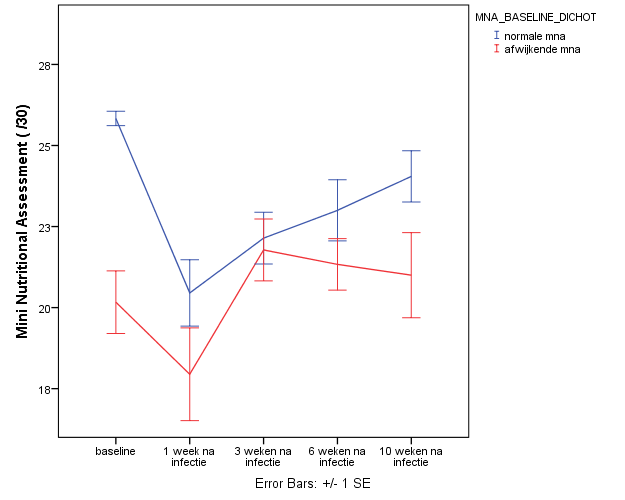 MNA_BASELINE_DICHOT
normale mna
afwijkende mna
Mini Nutritional Assessment ( /30)
28
25
23
20
18
baseline
1 week na
infectie
3 weken na
infectie
6 weken na
infectie
10 weken na
infectie
Error Bars: +/- 1 SE